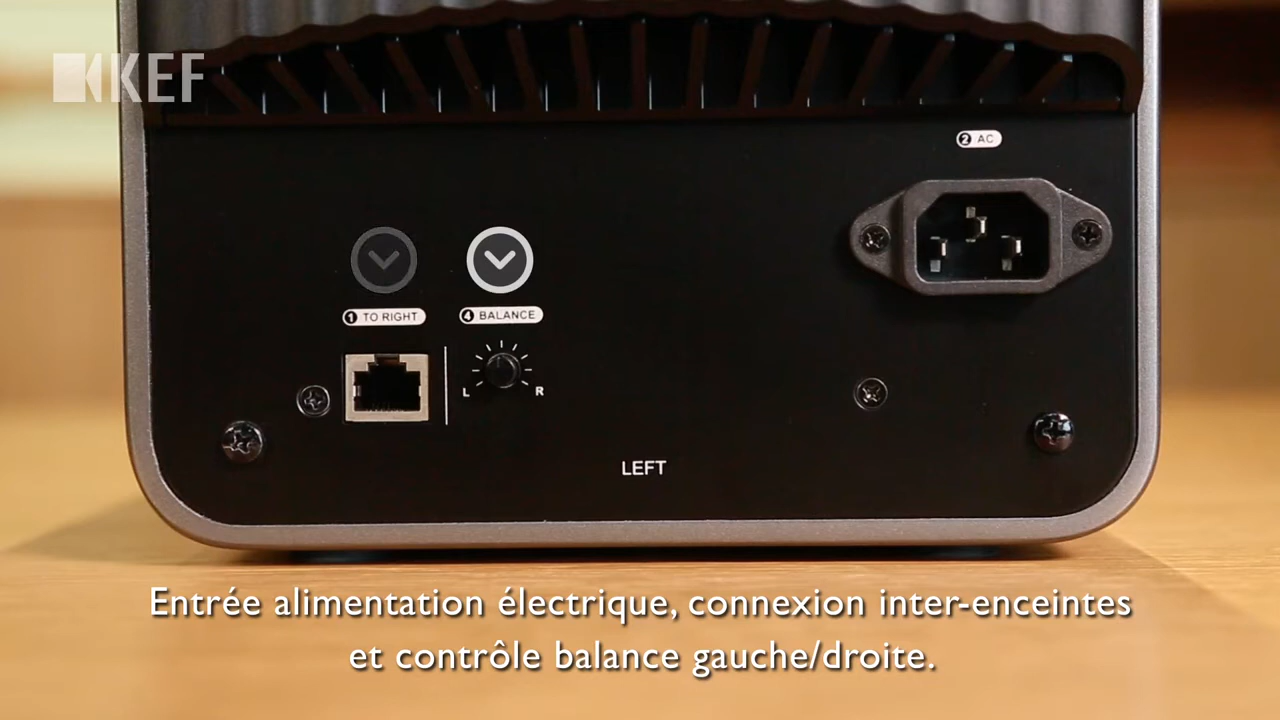 KEF
2 AC
1 TO RIGHT
4 BALANCE
L R
LEFT
Entrée alimentation électrique, connexion inter-enceintes
et contrôle balance gauche/droite.